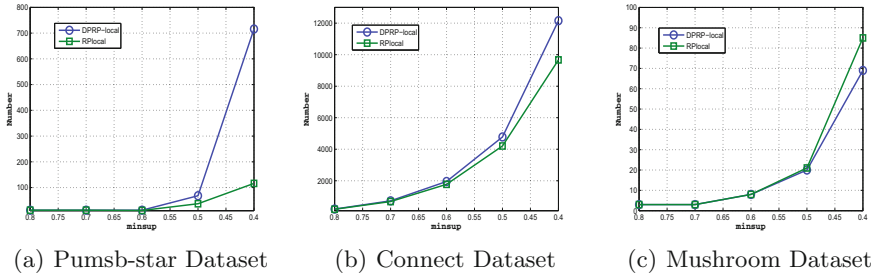 800
700
600
500
400
300
200
100
0.8 0.75 0.7 0.65 0.6 0.55 0.5 0.45 0.4
minsup
Number
DPRP-local
RPlocal
(a) Pumsb-star Dataset
12000
10000
8000
6000
4000
2000
0.8 0.75 0.7 0.65 0.6 0.55 0.5 0.45 0.4
minsup
Number
DPRP-local
RPlocal
(b) Connect Dataset
100
90
80
70
60
50
40
30
20
10
0
0.8 0.75 0.7 0.65 0.6 0.55 0.5 0.45 0.4
minsup
Number
DPRP-local
RPlocal
(c) Mushroom Dataset